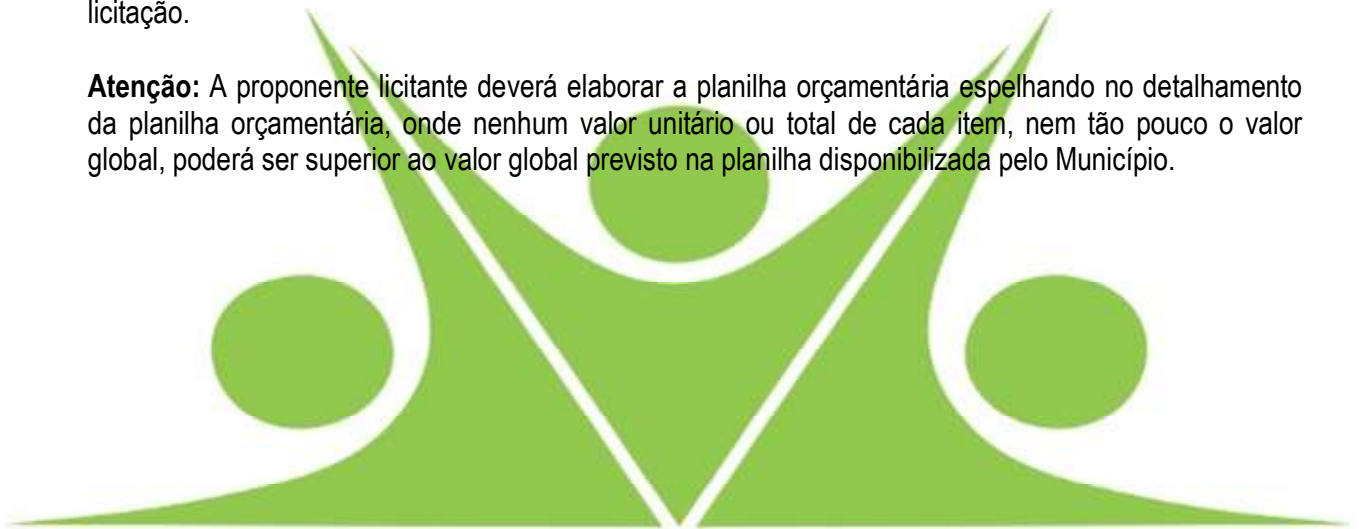 licitação.
Atenção: A proponente licitante deverá elaborar a planilha orçamentária espelhando no detalhamento
da planilha orçamentária, onde nenhum valor unitário ou total de cada item, nem tão pouco o valor
global, poderá ser superior ao valor global previsto na planilha disponibilizada pelo Município.